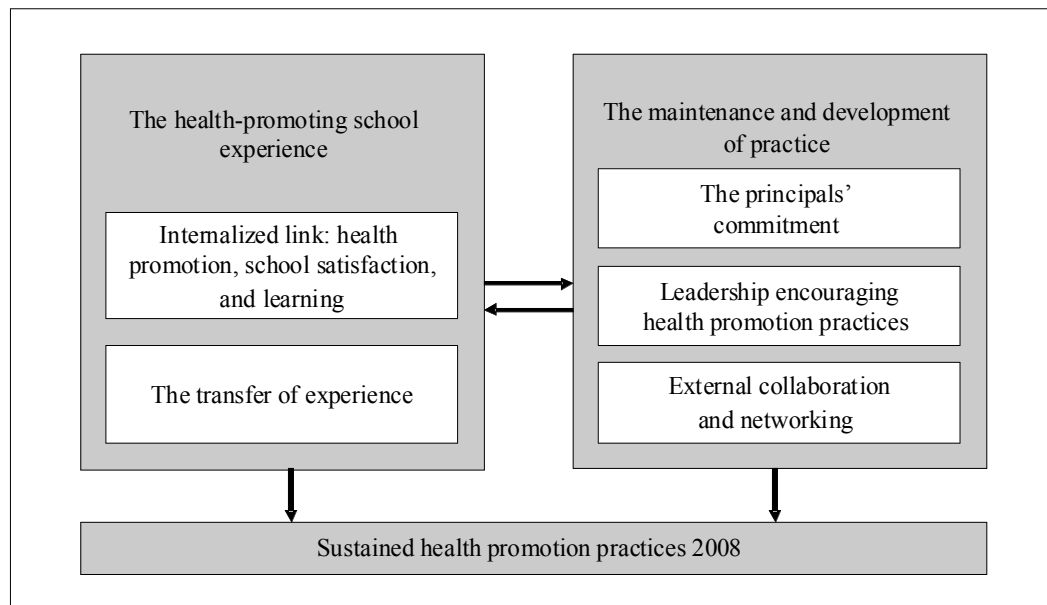 The health-promoting school
experience
Internalized link: health
promotion, school satisfaction,
and learning
The transfer of experience
The maintenance and development
of practice
The principals’
commitment
Leadership encouraging
health promotion practices
External collaboration
and networking
Sustained health promotion practices 2008